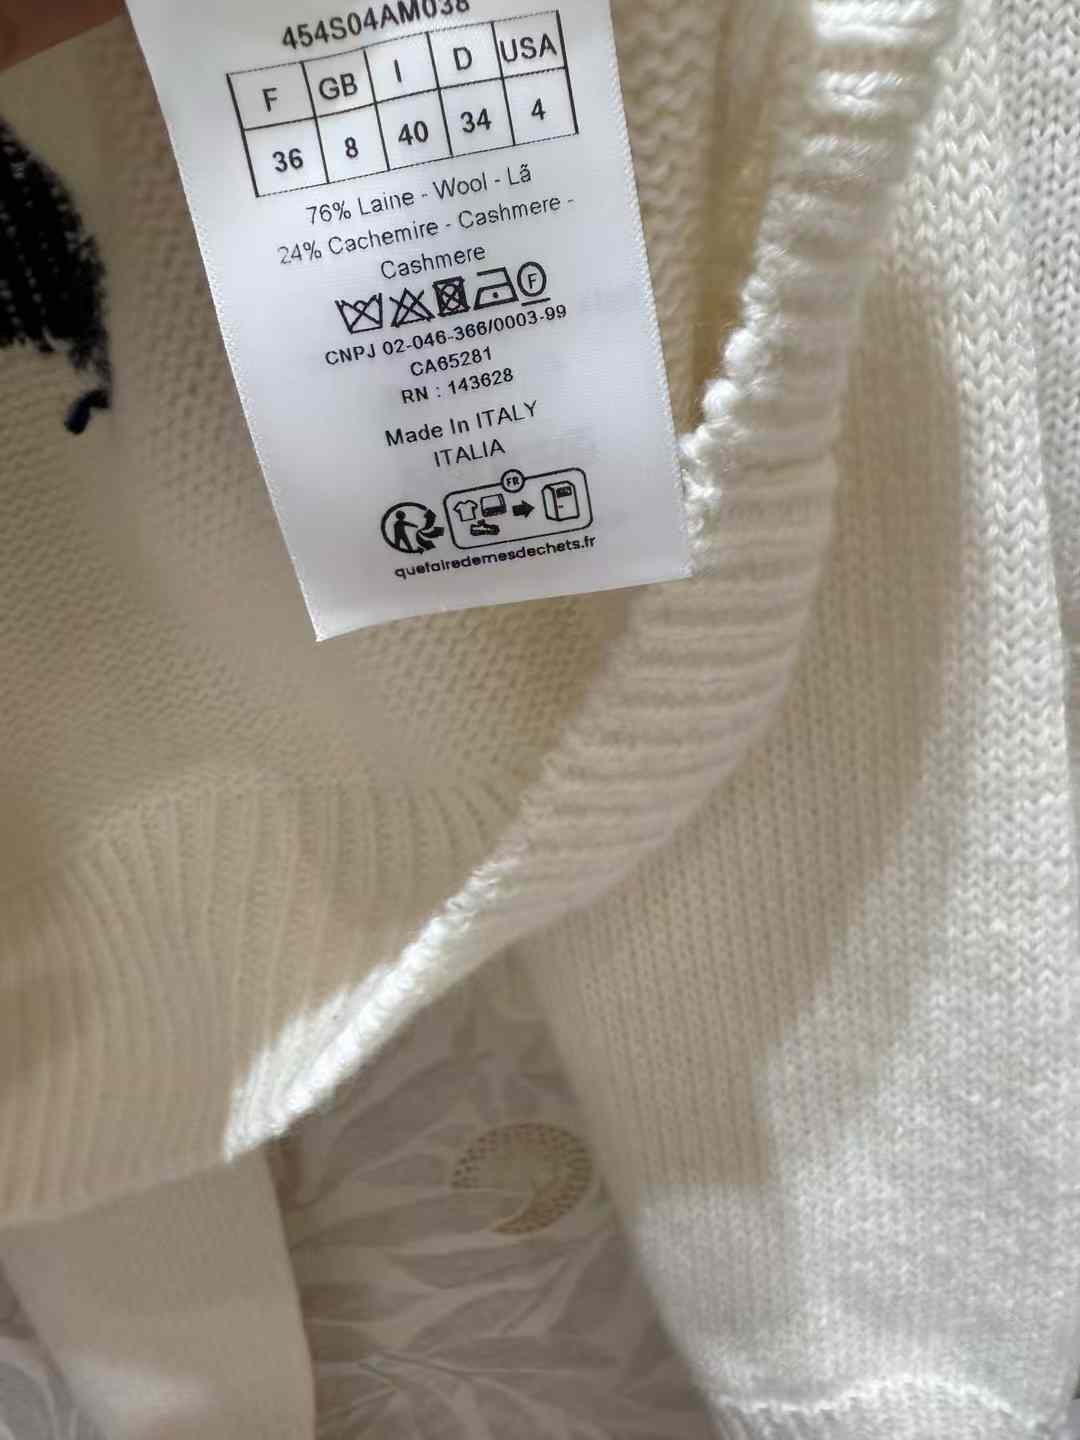 454S04AM038
F GB I D USA
36 8 40 34 4
76% Laine - Wool - Lã
24% Cachemire - Cashmere -
Cashmere
F
CNPJ 02-046-366/0003-99
CA65281
RN : 143628
Made In ITALY
ITALIA
FR
quefairedemesdechets.fr